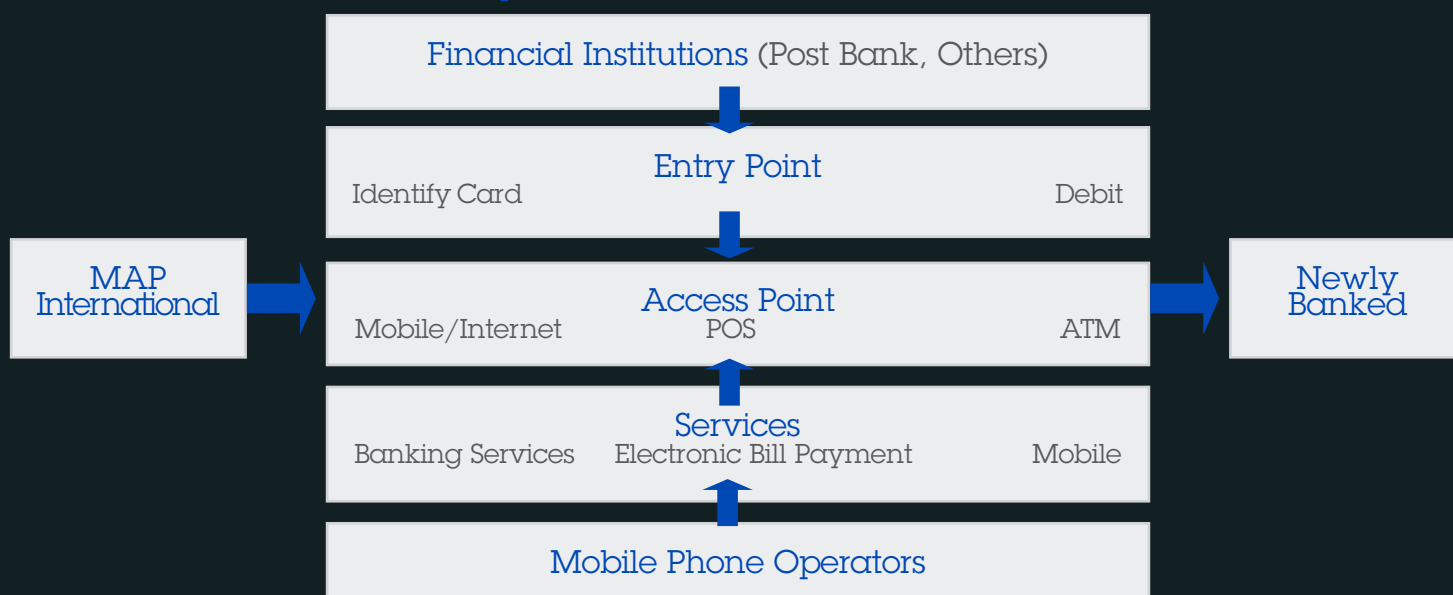 Financial Institutions (Post Bank, Others)
Entry Point
Identify Card Debit
MAP
International
Access Point
Mobile/Internet POS ATM
Newly
Banked
Services
Banking Services Electronic Bill Payment Mobile
Mobile Phone Operators